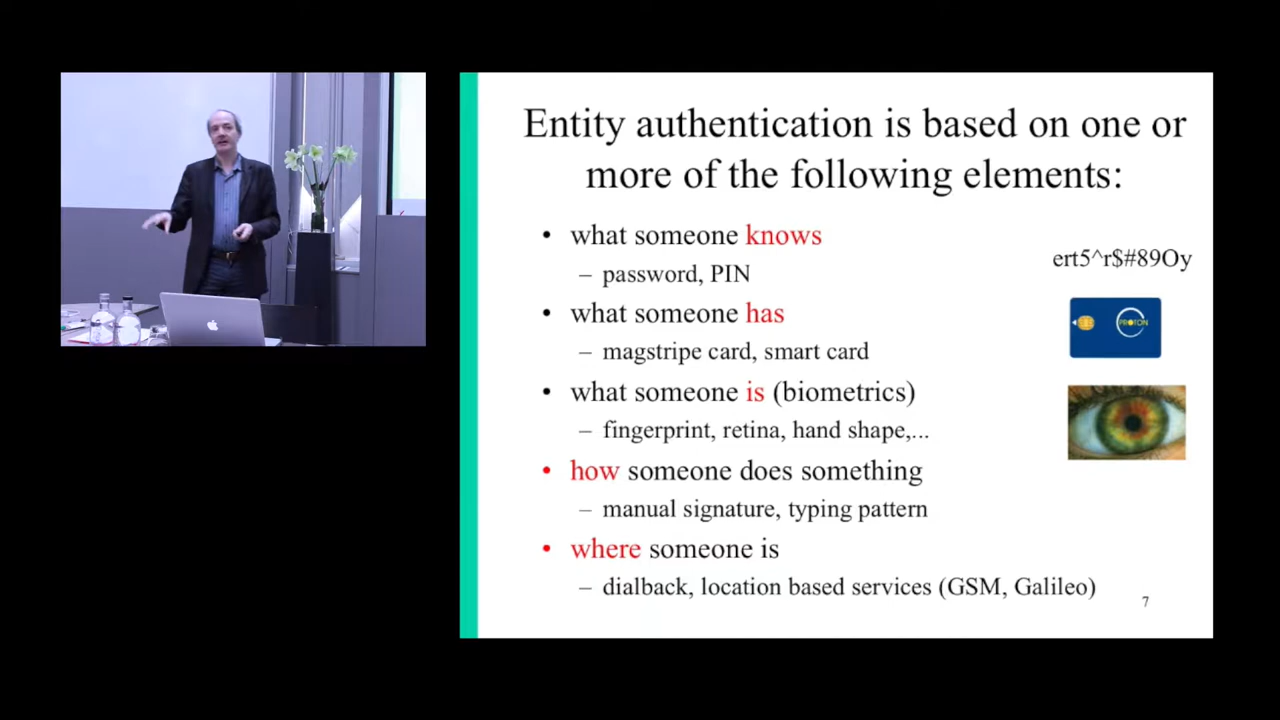 Entity authentication is based on one or
more of the following elements:
• what someone knows
– password, PIN
ert5^r$#89Oy
• what someone has
– magstripe card, smart card
PROTON
• what someone is (biometrics)
– fingerprint, retina, hand shape,...
• how someone does something
– manual signature, typing pattern
• where someone is
– dialback, location based services (GSM, Galileo)
7